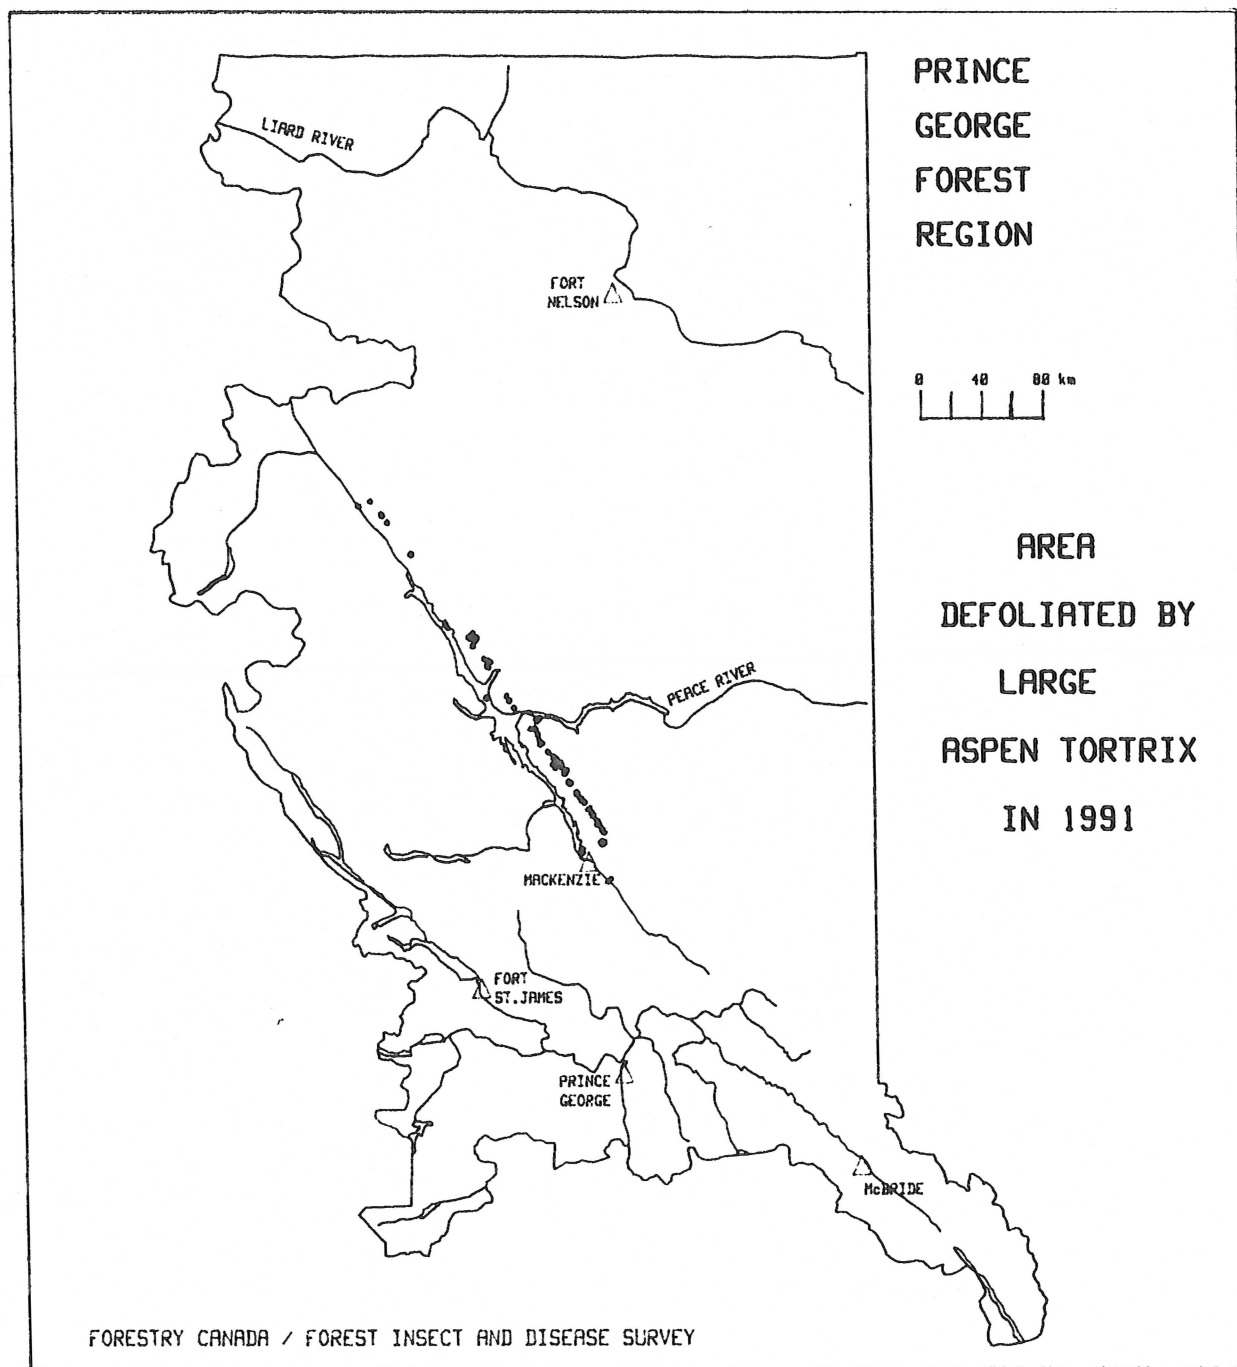 PRINCE
GEORGE
FOREST
REGION
LIARD RIVER
FORT
NELSON
0 40 80 km
AREA
DEFOLIATED BY
LARGE
ASPEN TORTRIX
IN 1991
PEACE RIVER
MACKENZIE
FORT
ST.JAMES
PRINCE
GEORGE
McBRIDE
FORESTRY CANADA / FOREST INSECT AND DISEASE SURVEY